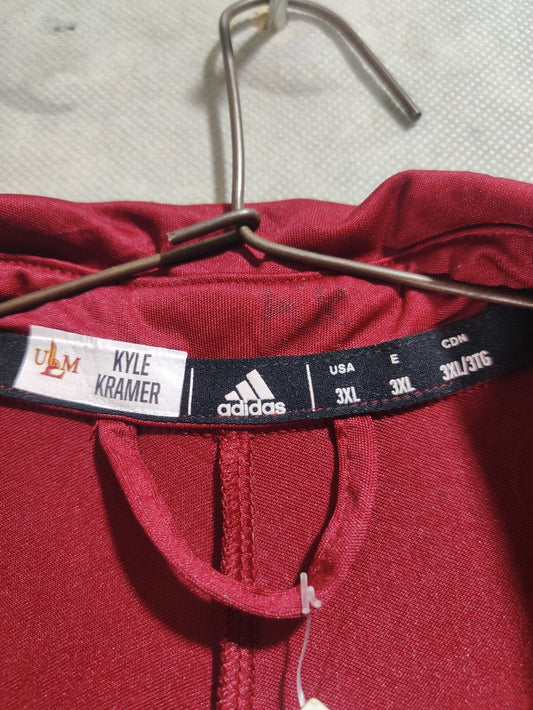 ULM
KYLE
KRAMER
adidas
USA
3XL
E
3XL
CDN
3XL/3TG